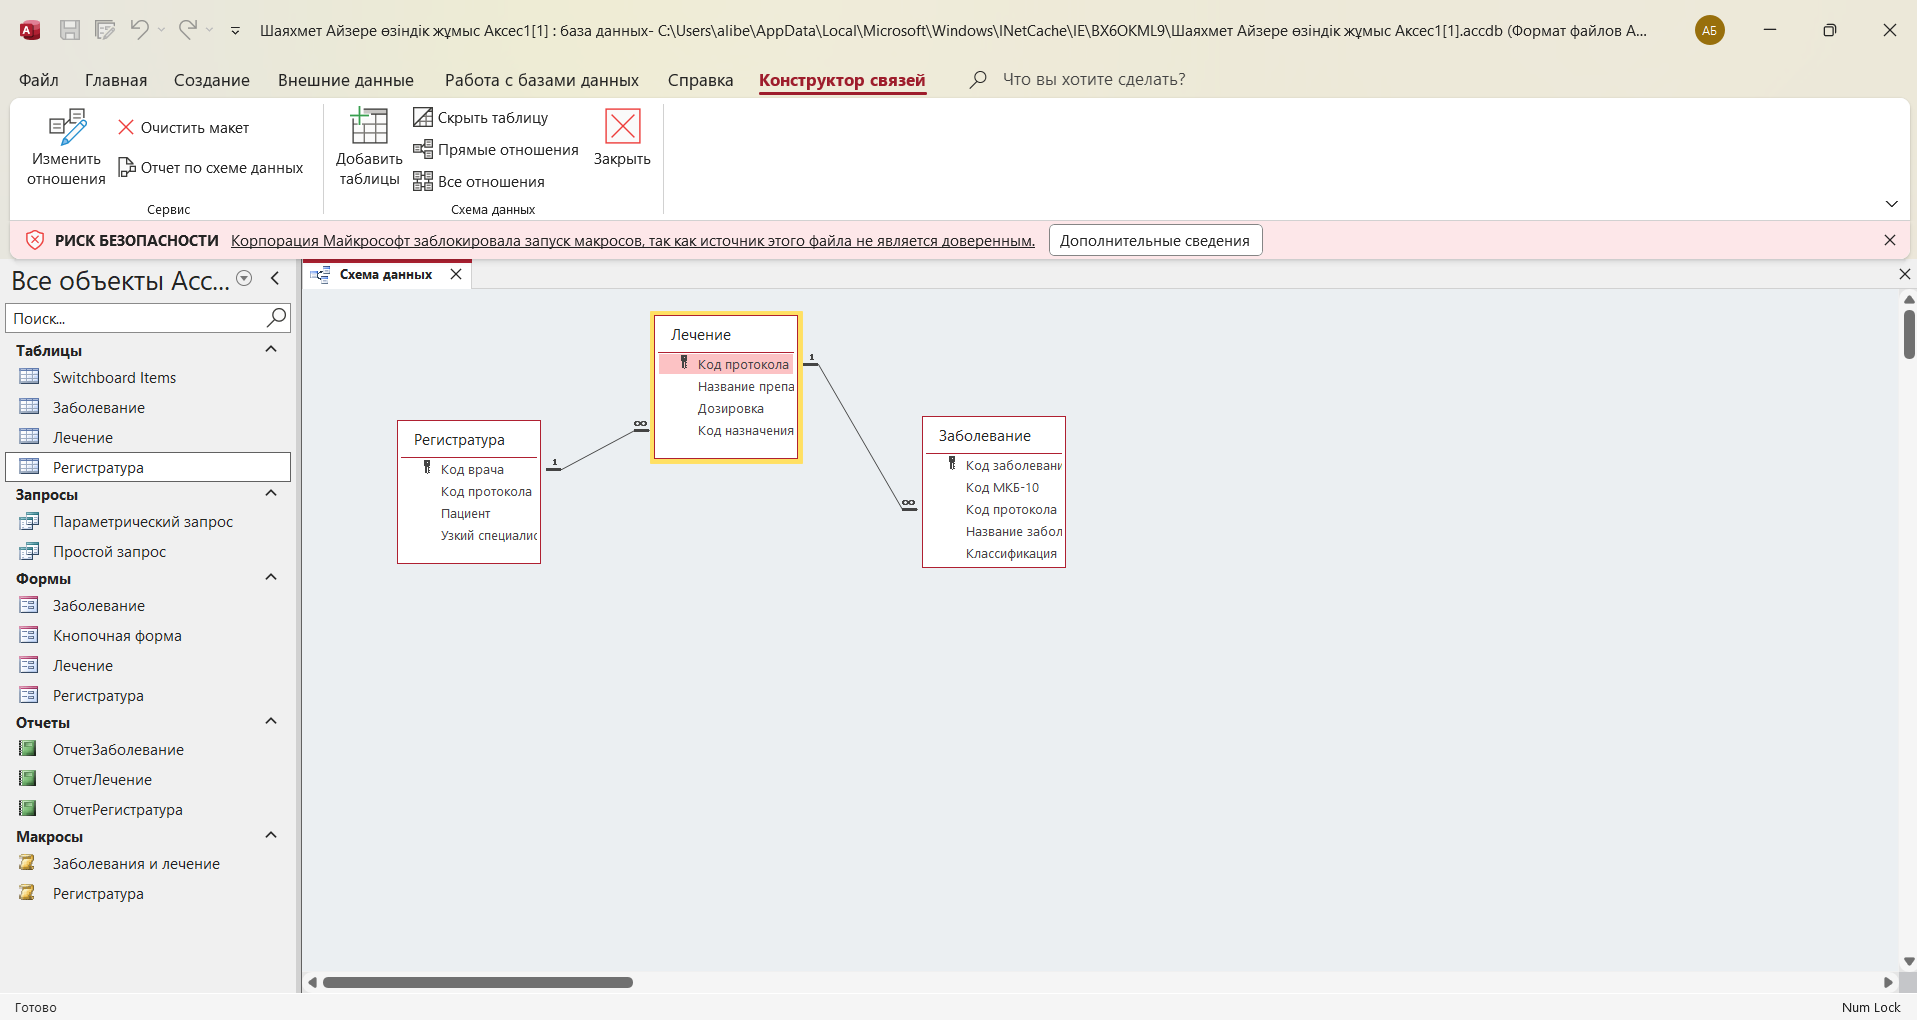 Шаяхмет Айзере өзіндік жұмыс Аксес1[1] : база данных- C:\Users\alibe\AppData\Local\Microsoft\Windows\INetCache\IE\BX6OKML9\Шаяхмет Айзере өзіндік жұмыс Аксес1[1].accdb (Формат файлов A...
АБ
Файл Главная Создание Внешние данные Работа с базами данных Справка Конструктор связей Что вы хотите сделать?
Изменить отношения
Очистить макет
Отчет по схеме данных
Сервис
Добавить таблицы
Скрыть таблицу
Прямые отношения
Все отношения
Закрыть
Схема данных
РИСК БЕЗОПАСНОСТИ Корпорация Майкрософт заблокировала запуск макросов, так как источник этого файла не является доверенным. Дополнительные сведения
Все объекты Acc...
Поиск...
Таблицы
Switchboard Items
Заболевание
Лечение
Регистратура
Запросы
Параметрический запрос
Простой запрос
Формы
Заболевание
Кнопочная форма
Лечение
Регистратура
Отчеты
ОтчетЗаболевание
ОтчетЛечение
ОтчетРегистратура
Макросы
Заболевания и лечение
Регистратура
Схема данных
Регистратура
Код врача
Код протокола
Пациент
Узкий специалис
1
∞
Лечение
Код протокола
Название препа
Дозировка
Код назначения
1
∞
Заболевание
Код заболевани
Код МКБ-10
Код протокола
Название забол
Классификация
Готово
Num Lock